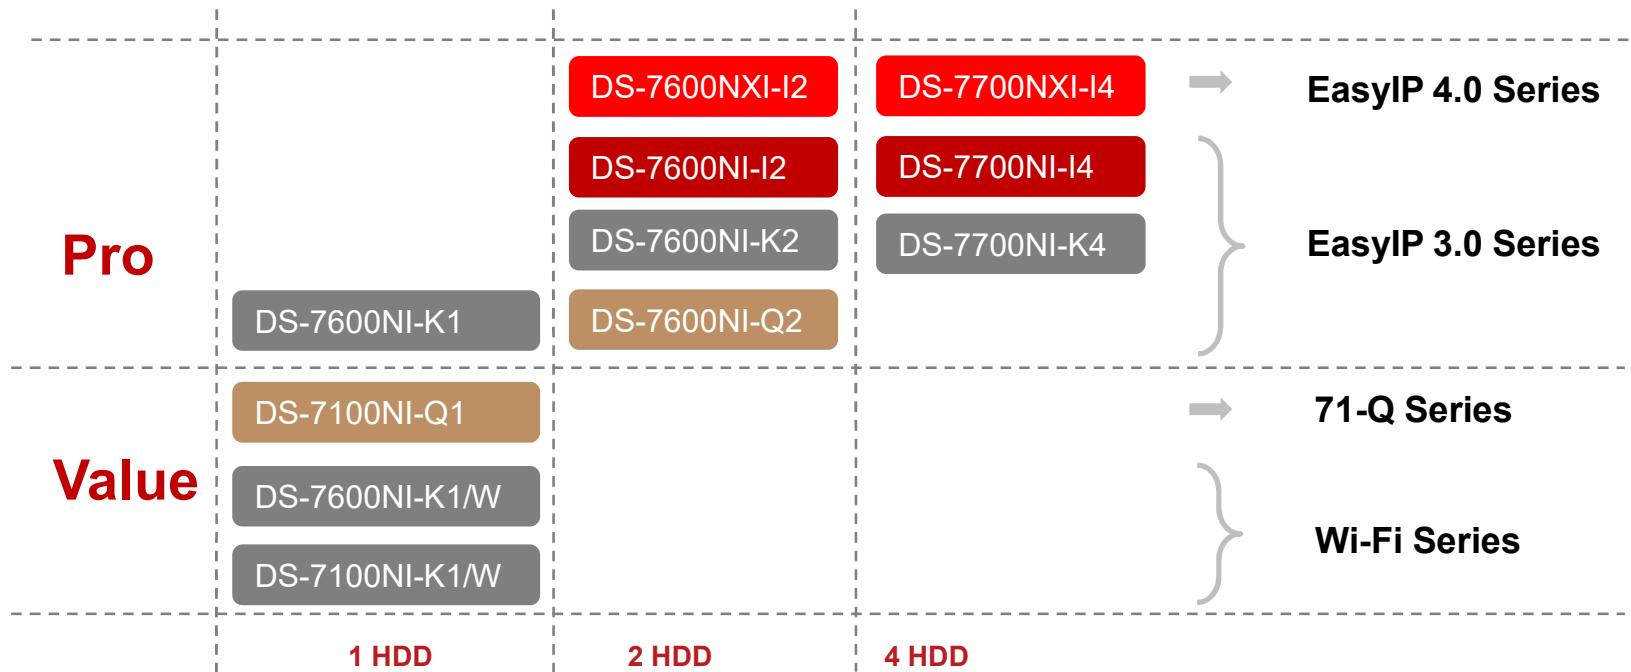 DS-7600NXI-I2
DS-7700NXI-I4
EasyIP 4.0 Series
DS-7600NI-I2
DS-7700NI-I4
Pro
DS-7600NI-K2
DS-7700NI-K4
EasyIP 3.0 Series
DS-7600NI-K1
DS-7600NI-Q2
DS-7100NI-Q1
71-Q Series
Value
DS-7600NI-K1/W
Wi-Fi Series
DS-7100NI-K1/W
1 HDD
2 HDD
4 HDD